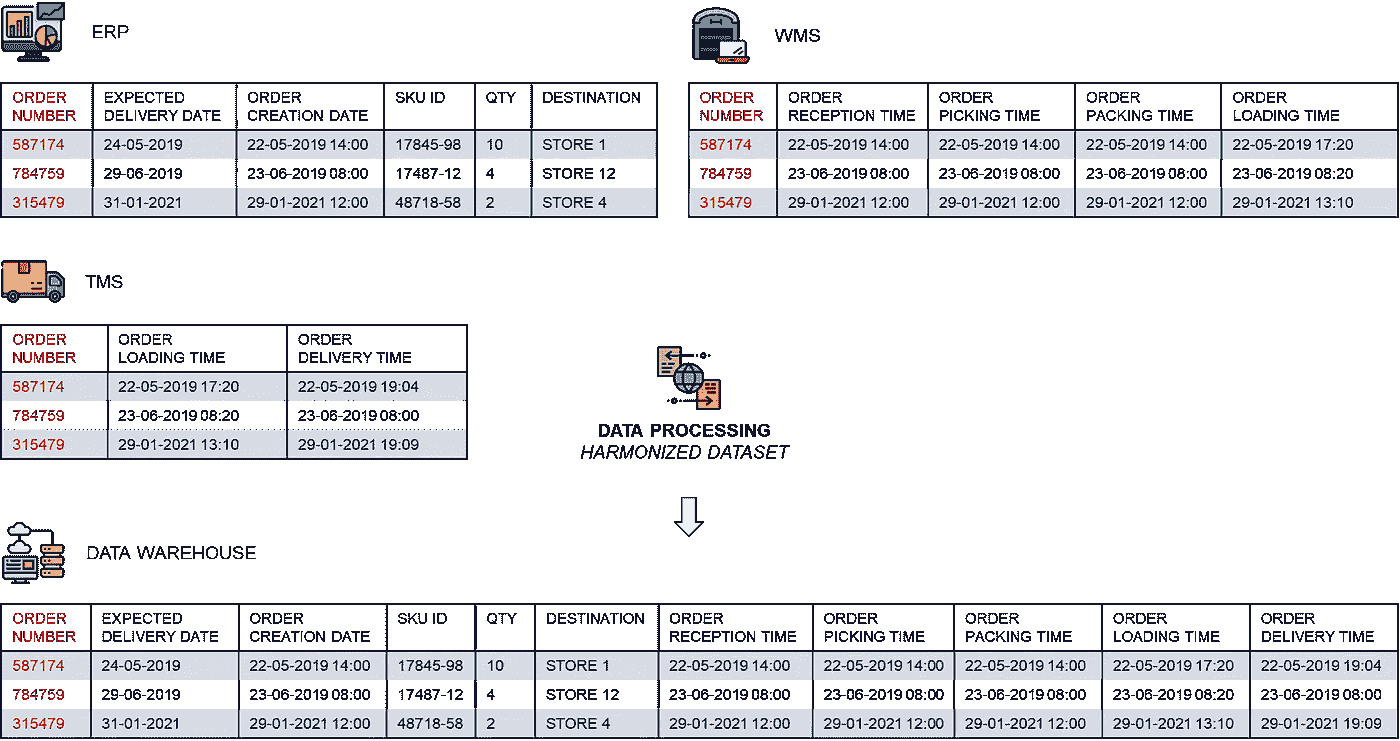 ERP
ORDER NUMBER EXPECTED DELIVERY DATE ORDER CREATION DATE SKU ID QTY DESTINATION
587174 24-05-2019 22-05-2019 14:00 17845-98 10 STORE 1
784759 29-06-2019 23-06-2019 08:00 17487-12 4 STORE 12
315479 31-01-2021 29-01-2021 12:00 48718-58 2 STORE 4
WMS
ORDER NUMBER ORDER RECEPTION TIME ORDER PICKING TIME ORDER PACKING TIME ORDER LOADING TIME
587174 22-05-2019 14:00 22-05-2019 14:00 22-05-2019 14:00 22-05-2019 17:20
784759 23-06-2019 08:00 23-06-2019 08:00 23-06-2019 08:00 23-06-2019 08:20
315479 29-01-2021 12:00 29-01-2021 12:00 29-01-2021 12:00 29-01-2021 13:10
TMS
ORDER NUMBER ORDER LOADING TIME ORDER DELIVERY TIME
587174 22-05-2019 17:20 22-05-2019 19:04
784759 23-06-2019 08:20 23-06-2019 08:00
315479 29-01-2021 13:10 29-01-2021 19:09
DATA PROCESSING
HARMONIZED DATASET
DATA WAREHOUSE
ORDER NUMBER EXPECTED DELIVERY DATE ORDER CREATION DATE SKU ID QTY DESTINATION ORDER RECEPTION TIME ORDER PICKING TIME ORDER PACKING TIME ORDER LOADING TIME ORDER DELIVERY TIME
587174 24-05-2019 22-05-2019 14:00 17845-98 10 STORE 1 22-05-2019 14:00 22-05-2019 14:00 22-05-2019 14:00 22-05-2019 17:20 22-05-2019 19:04
784759 29-06-2019 23-06-2019 08:00 17487-12 4 STORE 12 23-06-2019 08:00 23-06-2019 08:00 23-06-2019 08:00 23-06-2019 08:20 23-06-2019 08:00
315479 31-01-2021 29-01-2021 12:00 48718-58 2 STORE 4 29-01-2021 12:00 29-01-2021 12:00 29-01-2021 12:00 29-01-2021 13:10 29-01-2021 19:09